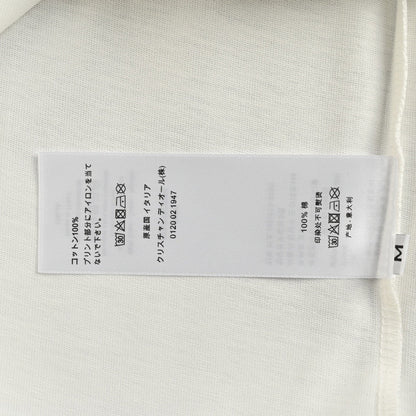 コットン100%
プリント部分にアイロンを当て
ないで下さい。
30
原産国 イタリア
クリスチャン ディオール(株)
0120 02 1947
100% 棉
印染处不可熨烫
30
产地 : 意大利
M